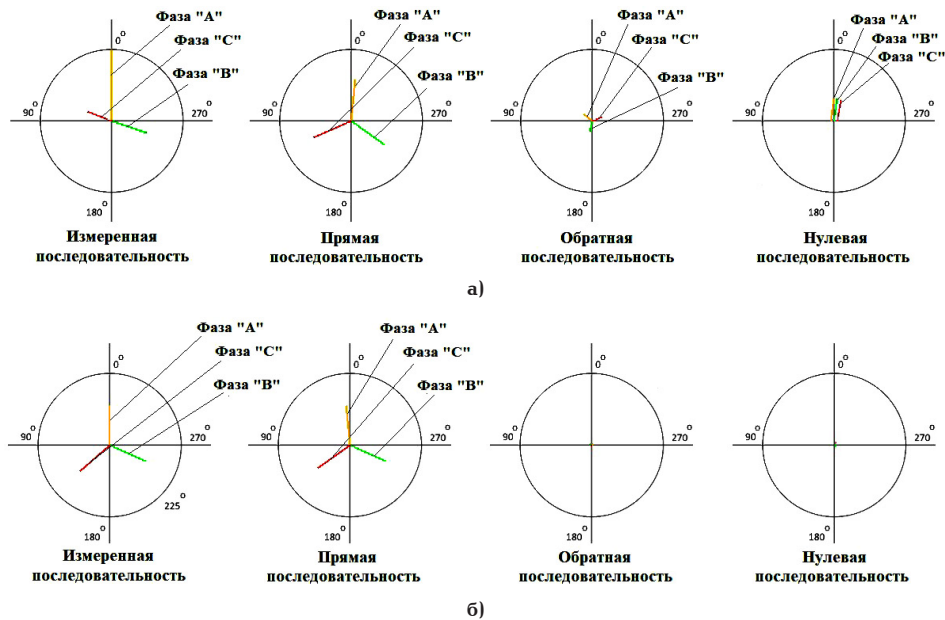 Фаза "А"
0°
Фаза "С"
Фаза "В"
90°
270°
180°
Измеренная
последовательность
Фаза "А"
0°
Фаза "С"
Фаза "В"
90°
270°
180°
Прямая
последовательность
Фаза "А"
0°
Фаза "С"
Фаза "В"
90°
270°
180°
Обратная
последовательность
Фаза "А"
0°
Фаза "В"
Фаза "С"
90°
270°
180°
Нулевая
последовательность
а)
Фаза "А"
0°
Фаза "С"
Фаза "В"
90°
270°
225°
180°
Измеренная
последовательность
Фаза "А"
0°
Фаза "С"
Фаза "В"
90°
270°
180°
Прямая
последовательность
0°
90°
270°
180°
Обратная
последовательность
0°
90°
270°
180°
Нулевая
последовательность
б)